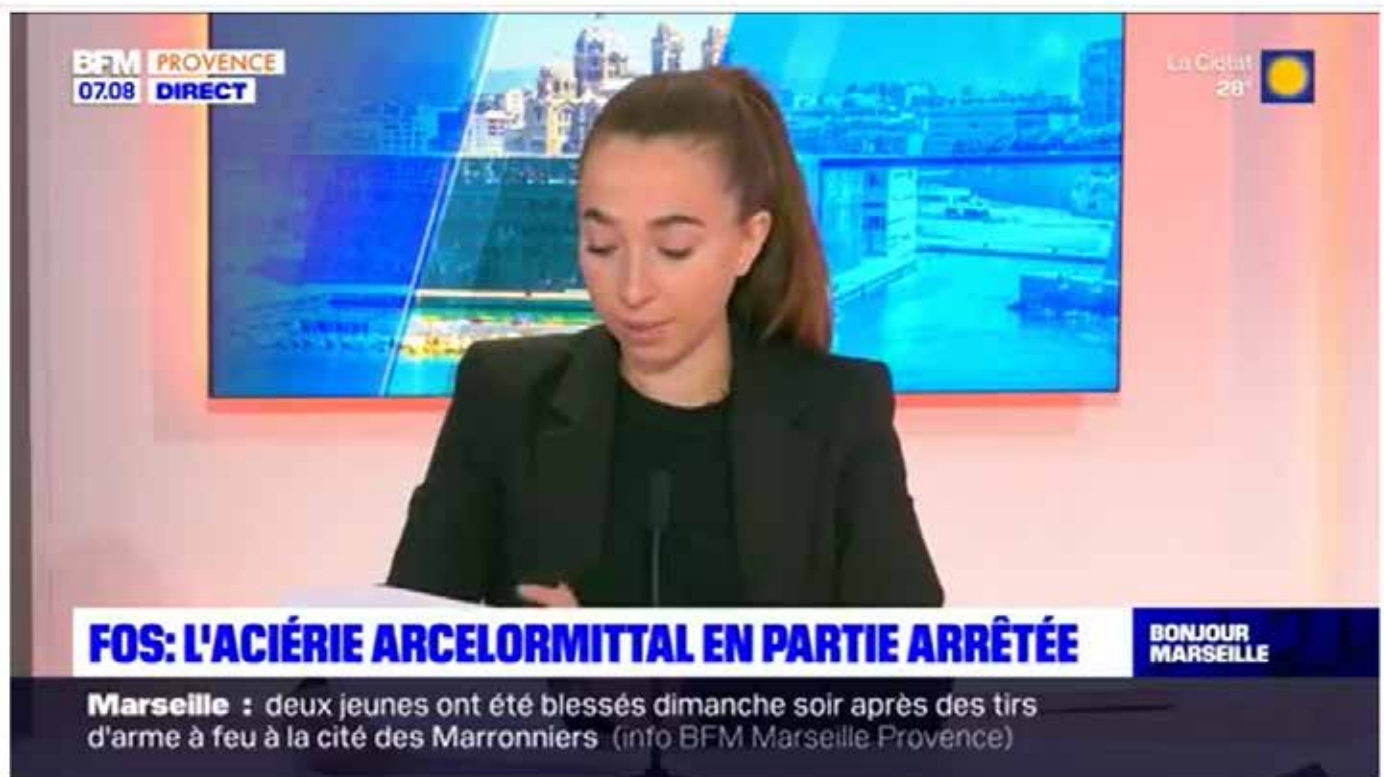 BFM PROVENCE
07.08 DIRECT
La Ciotat
28°
FOS: L'ACIÉRIE ARCELORMITTAL EN PARTIE ARRÊTÉE
BONJOUR
MARSEILLE
Marseille : deux jeunes ont été blessés dimanche soir après des tirs
d'arme à feu à la cité des Marronniers (info BFM Marseille Provence)